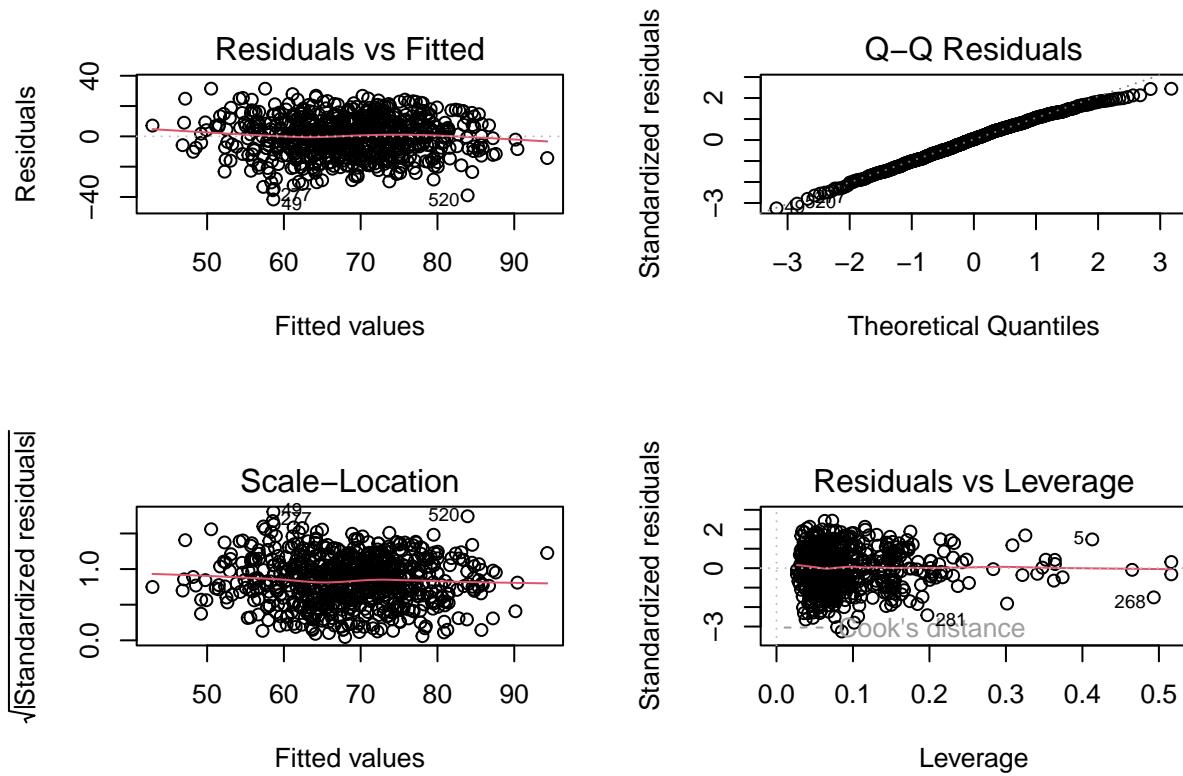 Residuals vs Fitted
Residuals
40
0
−40
277
49
520
50 60 70 80 90
Fitted values
Q−Q Residuals
Standardized residuals
2
0
−3
49
520
−3 −2 −1 0 1 2 3
Theoretical Quantiles
Scale−Location
√|Standardized residuals|
1.0
0.0
49
277
520
50 60 70 80 90
Fitted values
Residuals vs Leverage
Standardized residuals
2
0
−3
5
268
281
Cook's distance
0.0 0.1 0.2 0.3 0.4 0.5
Leverage